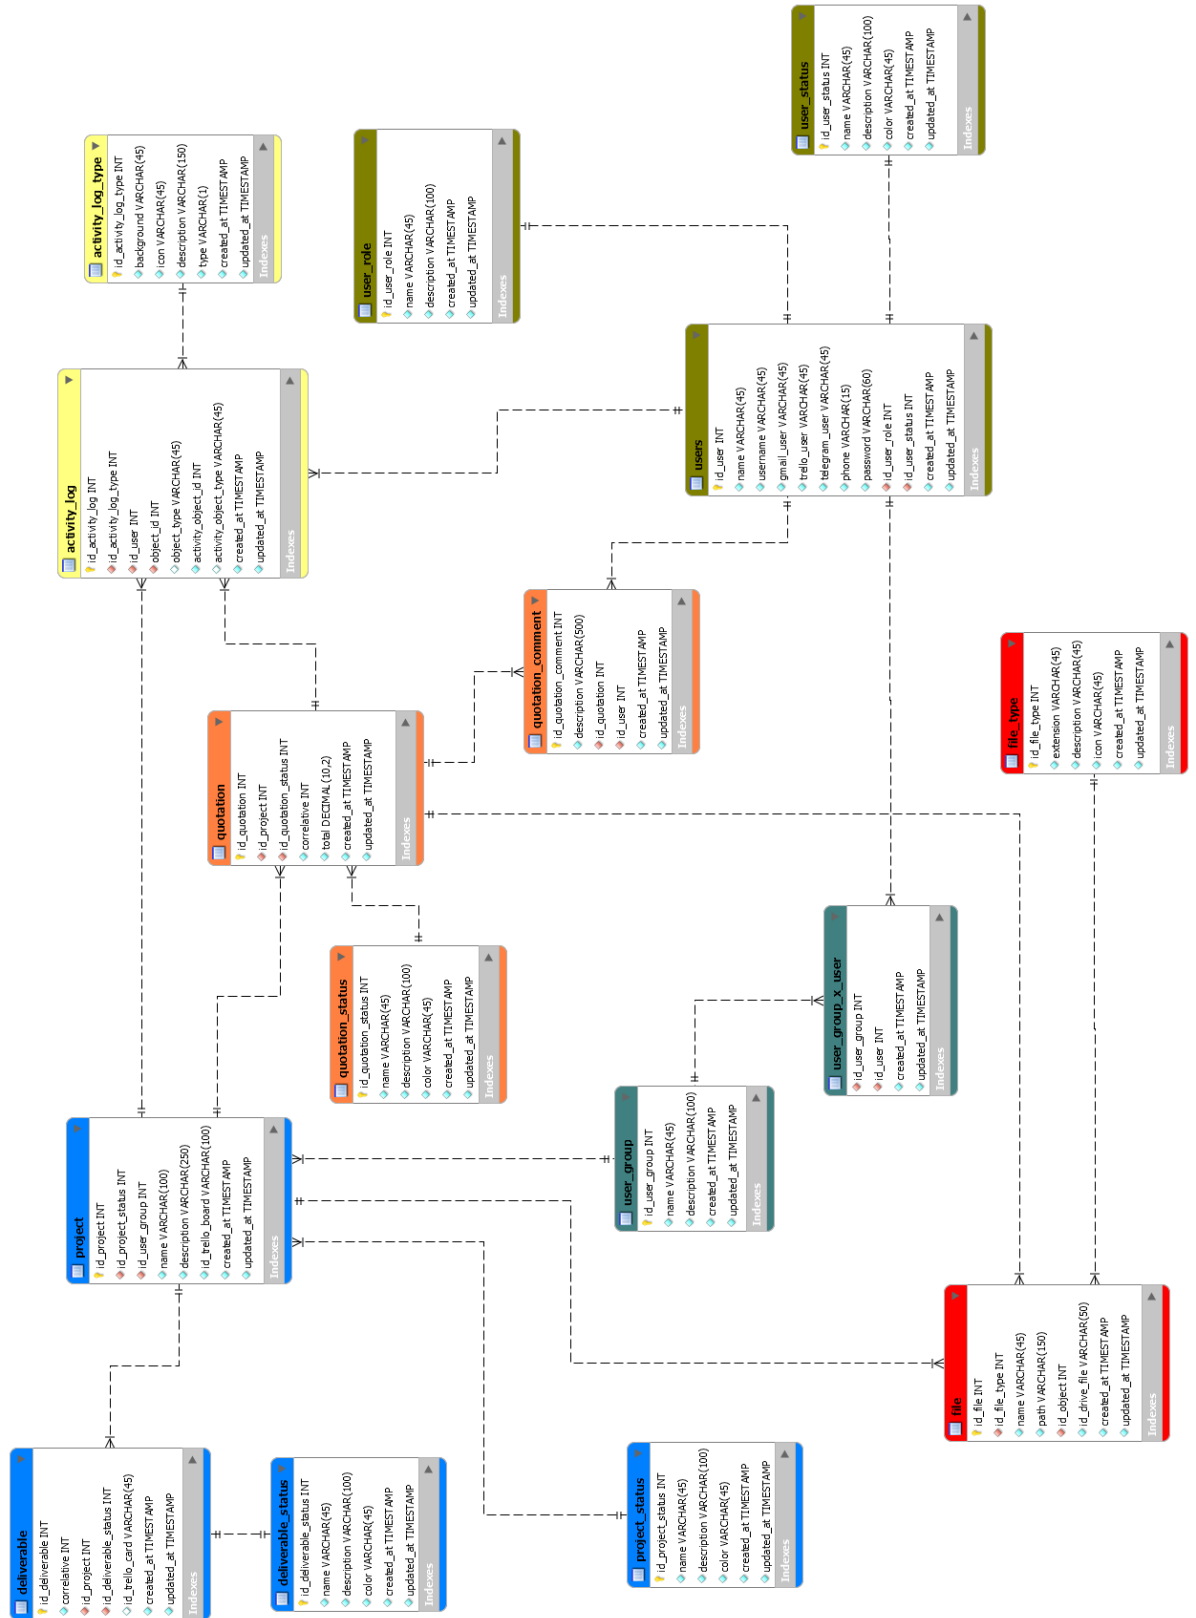 deliverable
id_deliverable INT
correlative INT
id_project INT
id_deliverable_status INT
id_trello_card VARCHAR(45)
created_at TIMESTAMP
updated_at TIMESTAMP
Indexes
project
id_project INT
id_project_status INT
id_user_group INT
name VARCHAR(100)
description VARCHAR(250)
id_trello_board VARCHAR(100)
created_at TIMESTAMP
updated_at TIMESTAMP
Indexes
activity_log
id_activity_log INT
id_activity_log_type INT
id_user INT
object_id INT
object_type VARCHAR(45)
activity_object_id INT
activity_object_type VARCHAR(45)
created_at TIMESTAMP
updated_at TIMESTAMP
Indexes
activity_log_type
id_activity_log_type INT
background VARCHAR(45)
icon VARCHAR(45)
description VARCHAR(150)
type VARCHAR(1)
created_at TIMESTAMP
updated_at TIMESTAMP
Indexes
deliverable_status
id_deliverable_status INT
name VARCHAR(45)
description VARCHAR(100)
color VARCHAR(45)
created_at TIMESTAMP
updated_at TIMESTAMP
Indexes
quotation
id_quotation INT
id_project INT
id_quotation_status INT
correlative INT
total DECIMAL(10,2)
created_at TIMESTAMP
updated_at TIMESTAMP
Indexes
quotation_status
id_quotation_status INT
name VARCHAR(45)
description VARCHAR(100)
color VARCHAR(45)
created_at TIMESTAMP
updated_at TIMESTAMP
Indexes
user_role
id_user_role INT
name VARCHAR(45)
description VARCHAR(100)
created_at TIMESTAMP
updated_at TIMESTAMP
Indexes
quotation_comment
id_quotation_comment INT
description VARCHAR(500)
id_quotation INT
id_user INT
created_at TIMESTAMP
updated_at TIMESTAMP
Indexes
project_status
id_project_status INT
name VARCHAR(45)
description VARCHAR(100)
color VARCHAR(45)
created_at TIMESTAMP
updated_at TIMESTAMP
Indexes
user_group
id_user_group INT
name VARCHAR(45)
description VARCHAR(100)
created_at TIMESTAMP
updated_at TIMESTAMP
Indexes
users
id_user INT
name VARCHAR(45)
username VARCHAR(45)
gmail_user VARCHAR(45)
trello_user VARCHAR(45)
telegram_user VARCHAR(45)
phone VARCHAR(15)
password VARCHAR(60)
id_user_role INT
id_user_status INT
created_at TIMESTAMP
updated_at TIMESTAMP
Indexes
user_status
id_user_status INT
name VARCHAR(45)
description VARCHAR(100)
color VARCHAR(45)
created_at TIMESTAMP
updated_at TIMESTAMP
Indexes
user_group_x_user
id_user_group INT
id_user INT
created_at TIMESTAMP
updated_at TIMESTAMP
Indexes
file
id_file INT
id_file_type INT
name VARCHAR(45)
path VARCHAR(150)
id_object INT
id_drive_file VARCHAR(50)
created_at TIMESTAMP
updated_at TIMESTAMP
Indexes
file_type
id_file_type INT
extension VARCHAR(45)
description VARCHAR(45)
icon VARCHAR(45)
created_at TIMESTAMP
updated_at TIMESTAMP
Indexes